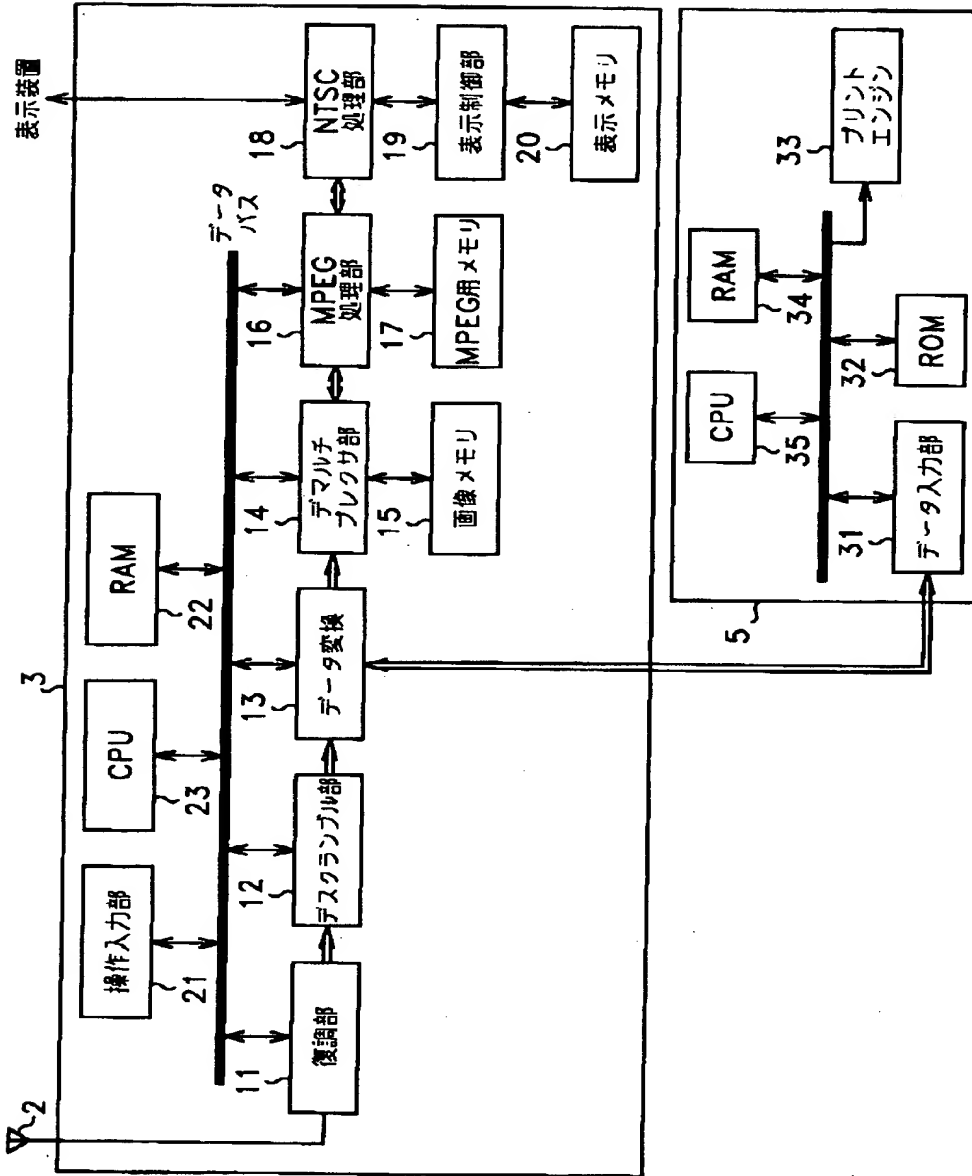 表示装置
3
2
操作入力部
21
CPU
23
RAM
22
データ
バス
復調部
11
デスクランブル部
12
データ変換
13
デマルチ
プレクサ部
14
画像メモリ
15
MPEG
処理部
16
MPEG用メモリ
17
NTSC
処理部
18
表示制御部
19
表示メモリ
20
5
CPU
35
RAM
34
プリント
エンジン
33
データ入力部
31
ROM
32